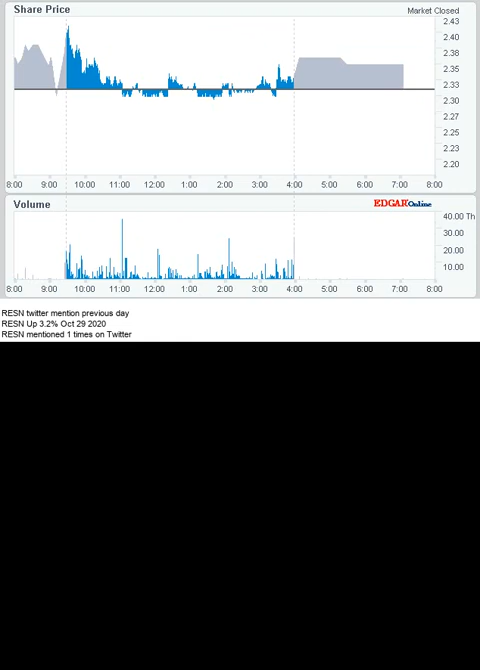 Share Price
Market Closed
2.43
2.40
2.38
2.35
2.33
2.30
2.27
2.25
2.23
2.20
8:00 9:00 10:00 11:00 12:00 1:00 2:00 3:00 4:00 5:00 6:00 7:00 8:00
Volume
EDGAR Online
40.00 Th
30.00
20.00
10.00
8:00 9:00 10:00 11:00 12:00 1:00 2:00 3:00 4:00 5:00 6:00 7:00 8:00
RESN twitter mention previous day
RESN Up 3.2% Oct 29 2020
RESN mentioned 1 times on Twitter